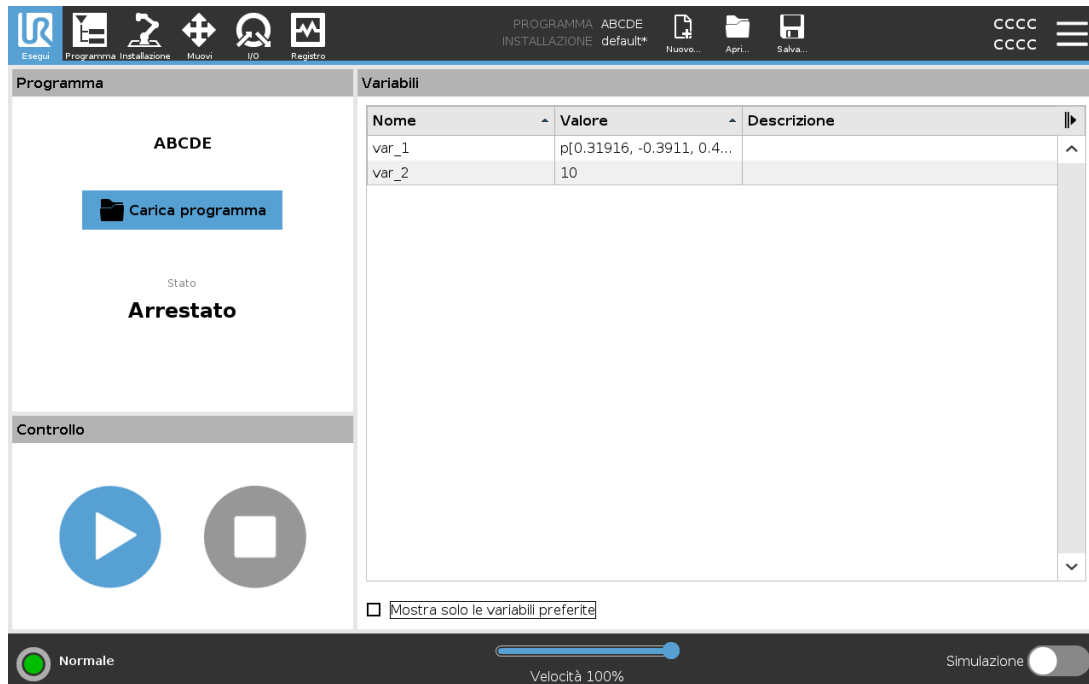 UR
PROGRAMMA ABCDE
INSTALLAZIONE default*
CCCC
CCCC
Esegui Programma Installazione Muovi I/O Registro Nuovo... Apri... Salva...
Programma
ABCDE
Carica programma
Stato
Arrestato
Controllo
Variabili
Nome Valore Descrizione
var_1 p[0.31916, -0.3911, 0.4...
var_2 10
Mostra solo le variabili preferite
Normale
Velocità 100%
Simulazione